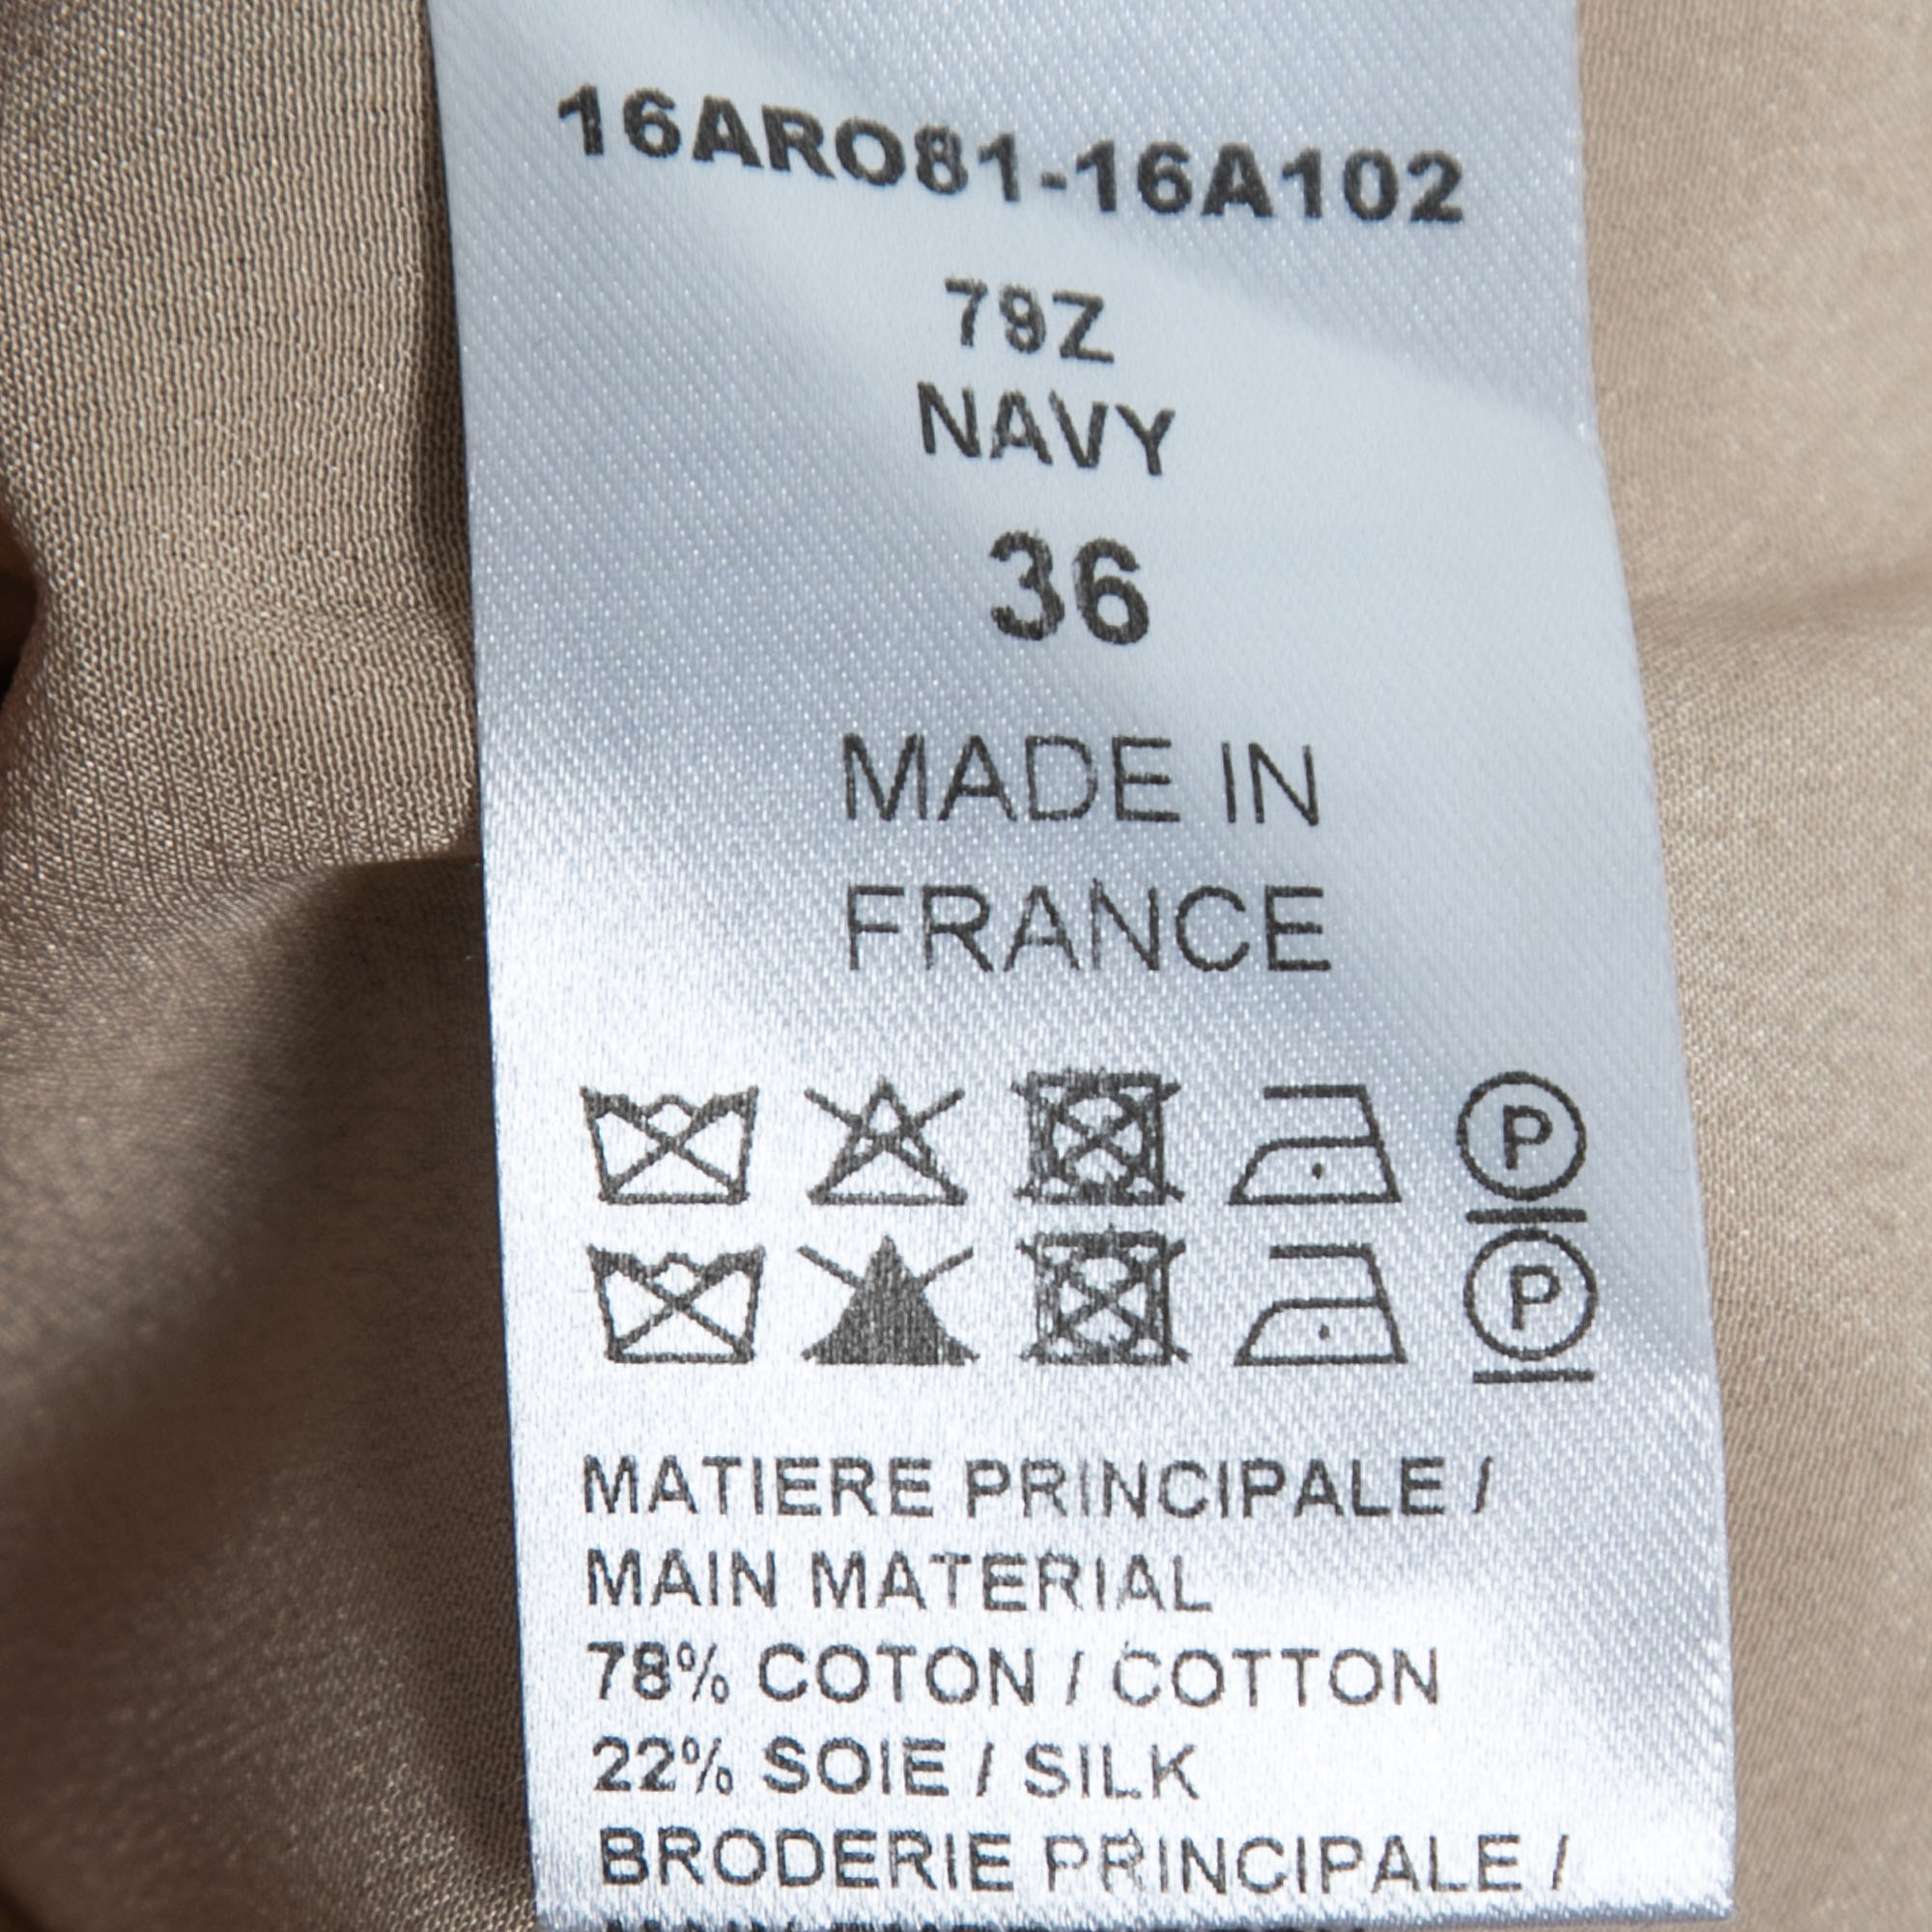 16ARO81-16A102
79Z
NAVY
36
MADE IN
FRANCE
P
P
MATIERE PRINCIPALE /
MAIN MATERIAL
78% COTON / COTTON
22% SOIE / SILK
BRODERIE PRINCIPALE /